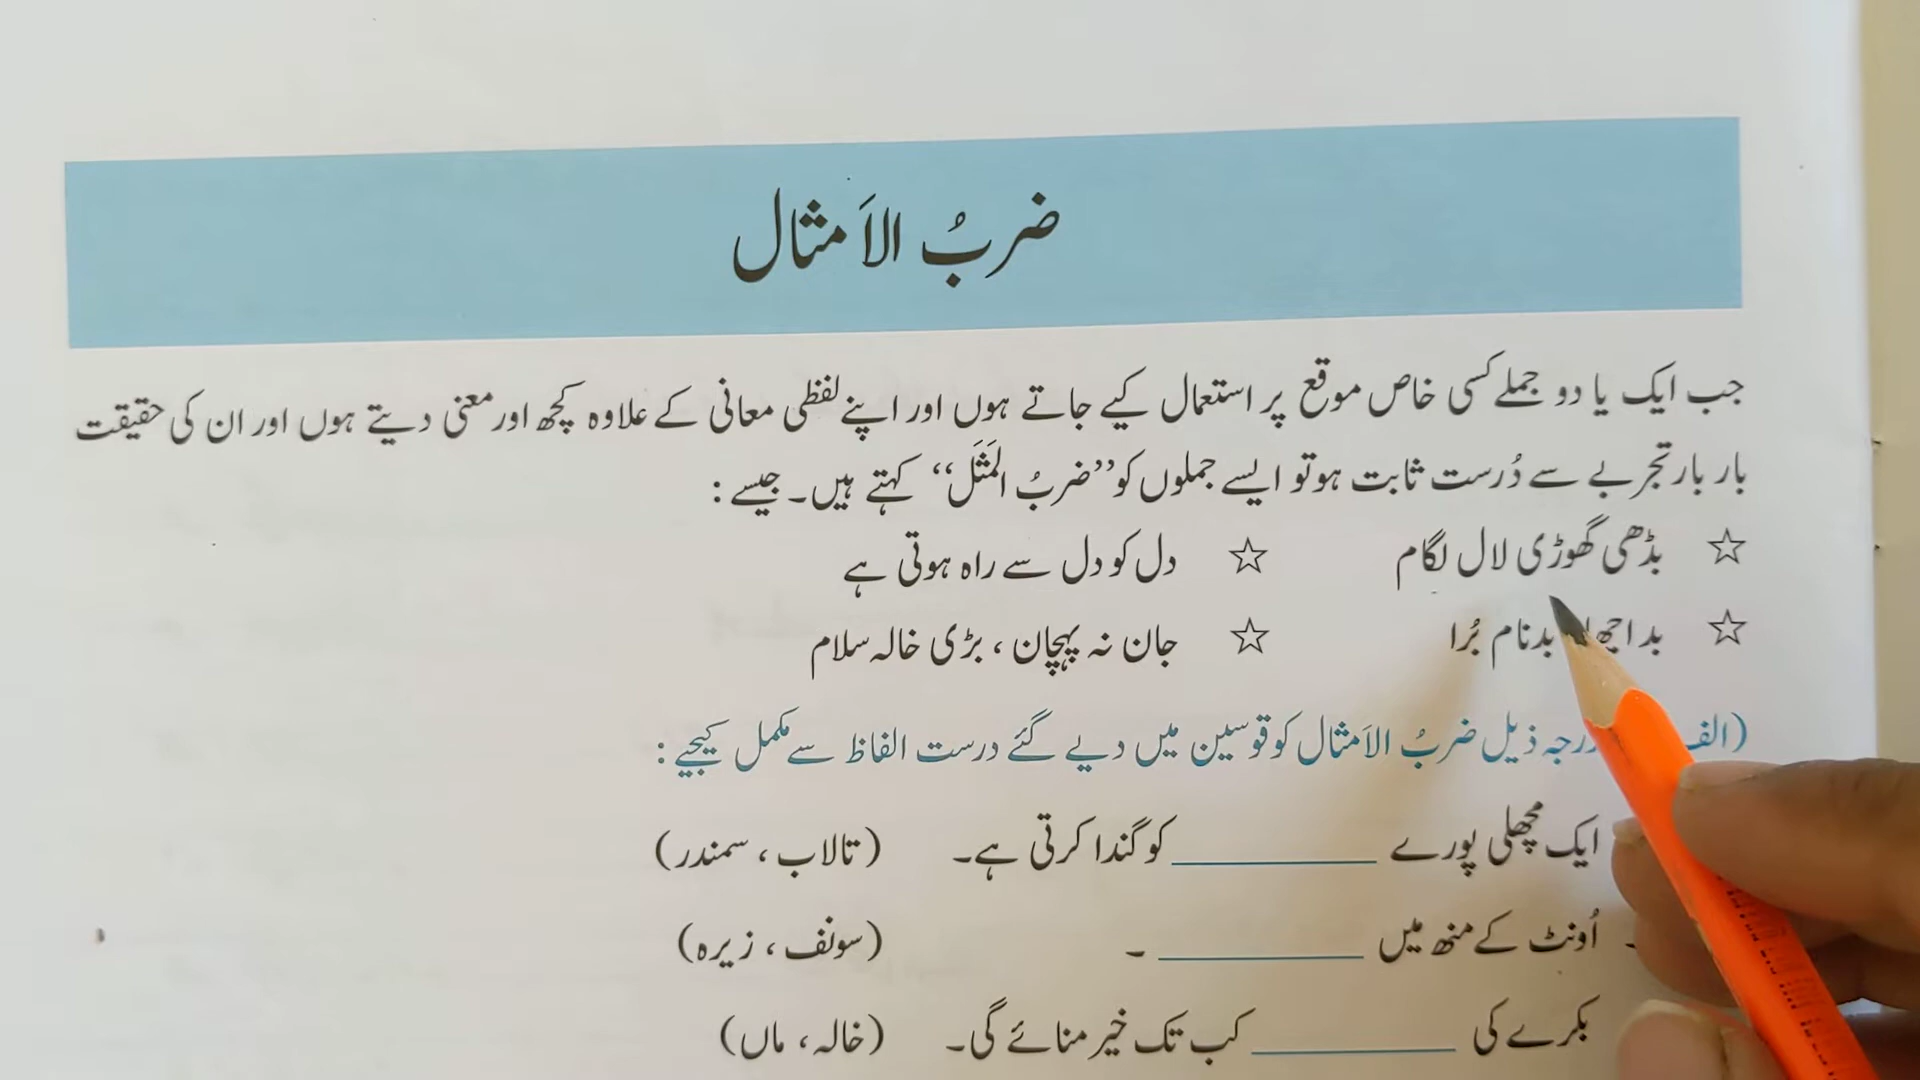 ضربُ الاَمثال
جب ایک یا دو جملے کسی خاص موقع پر استعمال کیے جاتے ہوں اور اپنے لفظی معانی کے علاوہ کچھ اور معنی دیتے ہوں اور ان کی حقیقت
بار بار تجربے سے دُرست ثابت ہو تو ایسے جملوں کو ”ضربُ المَثَل“ کہتے ہیں۔ جیسے :
☆ بڈھی گھوڑی لال لگام ☆ دل کو دل سے راہ ہوتی ہے
☆ بد اچھا بدنام بُرا ☆ جان نہ پہچان ، بڑی خالہ سلام
(الف ذیل ضربُ الاَمثال کو قوسین میں دیے گئے درست الفاظ سے مکمل کیجیے :
ایک مچھلی پورے ________ کو گندا کرتی ہے۔ (تالاب ، سمندر)
اُونٹ کے منھ میں ________ ۔ (سونف ، زیرہ)
بکرے کی ________ کب تک خیر منائے گی۔ (خالہ، ماں)